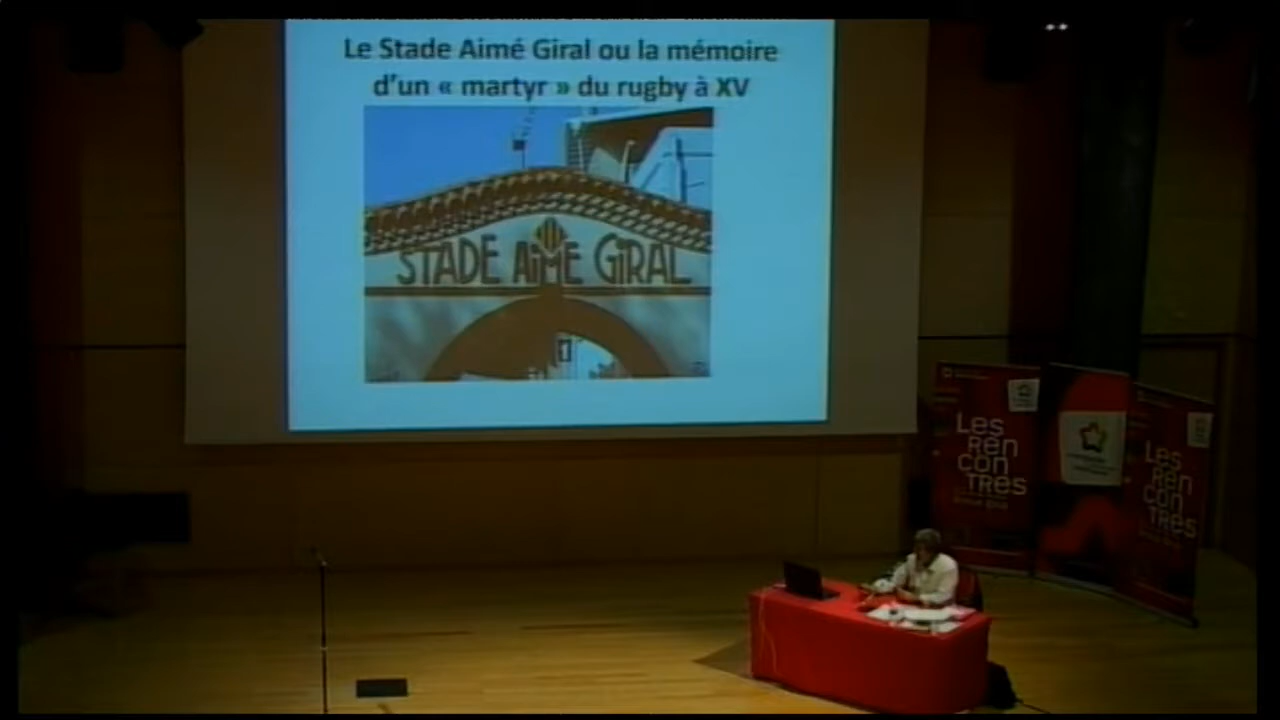 Le Stade Aimé Giral ou la mémoire
d'un « martyr » du rugby à XV
STADE AIMÉ GIRAL
Les
Ren
con
TRes
Les
Ren
con
TRes